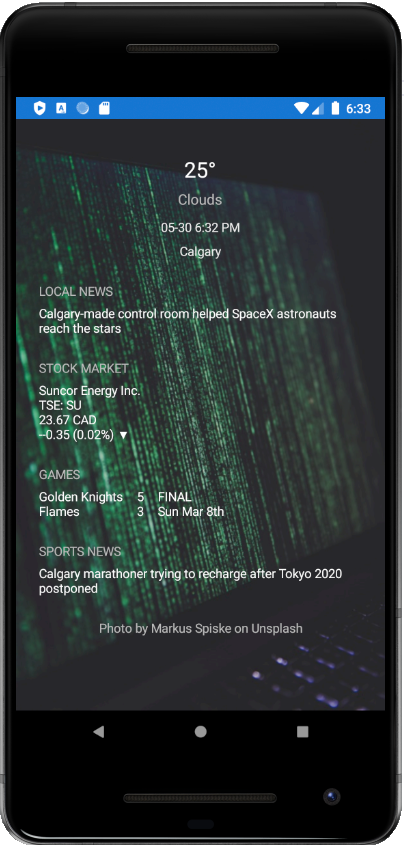 6:33
25°
Clouds
05-30 6:32 PM
Calgary
LOCAL NEWS
Calgary-made control room helped SpaceX astronauts
reach the stars
STOCK MARKET
Suncor Energy Inc.
TSE: SU
23.67 CAD
--0.35 (0.02%) ▼
GAMES
Golden Knights 5 FINAL
Flames 3 Sun Mar 8th
SPORTS NEWS
Calgary marathoner trying to recharge after Tokyo 2020
postponed
Photo by Markus Spiske on Unsplash